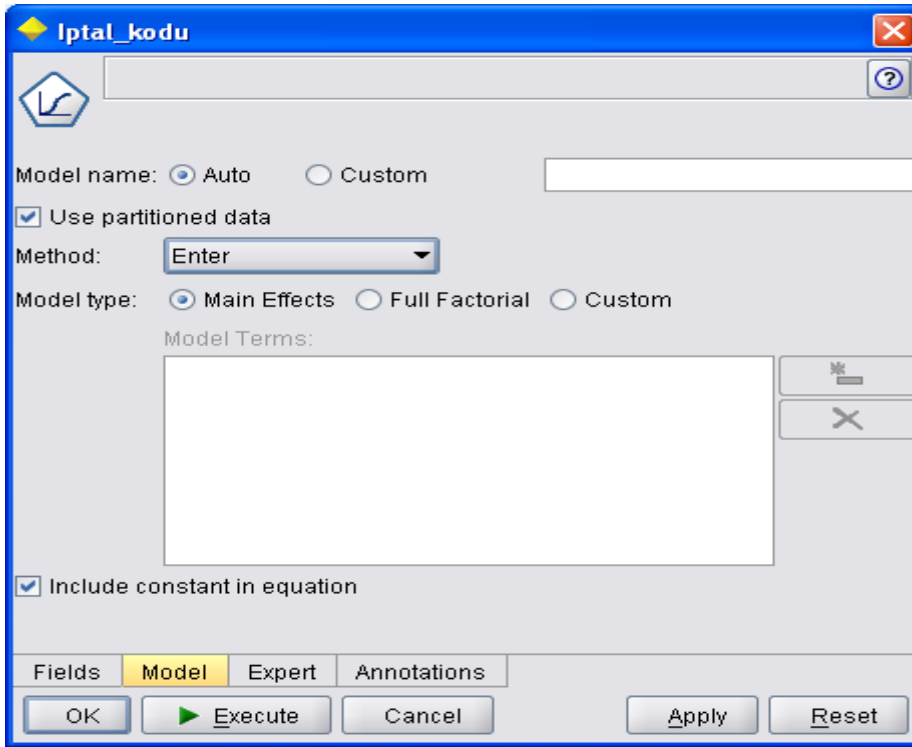 Iptal_kodu
Model name: Auto Custom
Use partitioned data
Method: Enter
Model type: Main Effects Full Factorial Custom
Model Terms:
Include constant in equation
Fields Model Expert Annotations
OK Execute Cancel Apply Reset